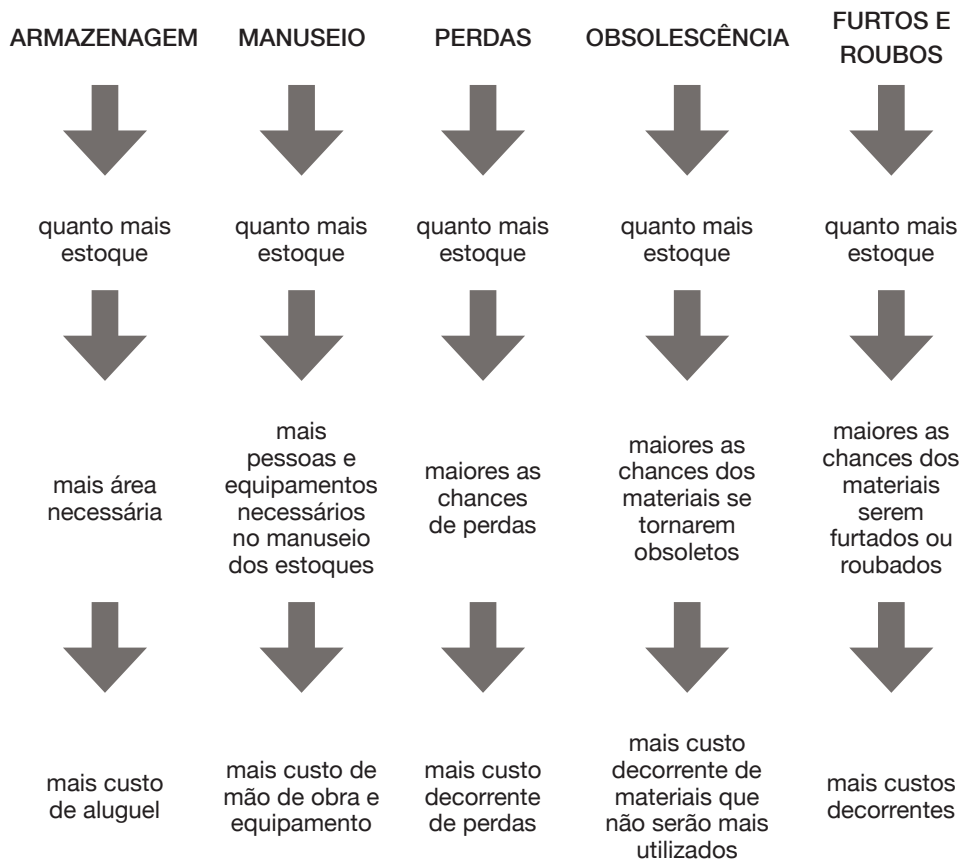 ARMAZENAGEM
MANUSEIO
PERDAS
OBSOLESCÊNCIA
FURTOS E
ROUBOS
quanto mais
estoque
quanto mais
estoque
quanto mais
estoque
quanto mais
estoque
quanto mais
estoque
mais área
necessária
mais
pessoas e
equipamentos
necessários
no manuseio
dos estoques
maiores as
chances
de perdas
maiores as
chances dos
materiais se
tornarem
obsoletos
maiores as
chances dos
materiais
serem
furtados ou
roubados
mais custo
de aluguel
mais custo de
mão de obra e
equipamento
mais custo
decorrente
de perdas
mais custo
decorrente de
materiais que
não serão mais
utilizados
mais custos
decorrentes